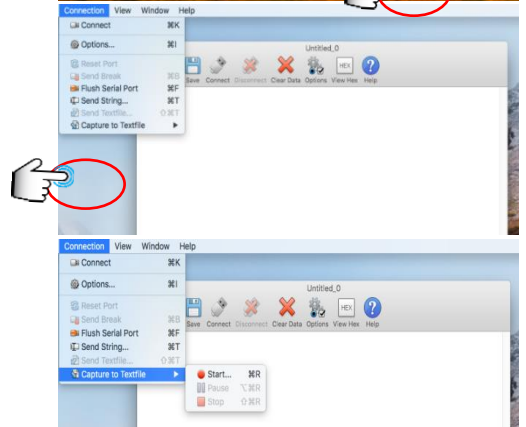 Connection View Window Help
Connect ⌘K
Options... ⌘I
Reset Port
Send Break ⌘B
Flush Serial Port ⌘F
Send String... ⌘T
Send Textfile... ⇧⌘T
Capture to Textfile ▶
Untitled_0
HEX ?
Save Connect Disconnect Clear Data Options View Hex Help
Connection View Window Help
Connect ⌘K
Options... ⌘I
Reset Port
Send Break ⌘B
Flush Serial Port ⌘F
Send String... ⌘T
Send Textfile... ⇧⌘T
Capture to Textfile ▶
Untitled_0
HEX ?
Save Connect Disconnect Clear Data Options View Hex Help
Start... ⌘R
Pause ⌥⌘R
Stop ⇧⌘R